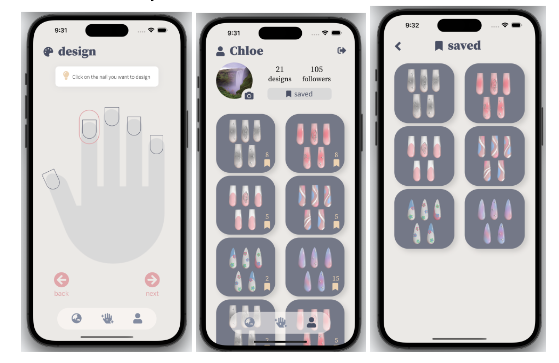 9:31
design
Click on the nail you want to design
back
next
9:31
Chloe
21
designs
105
followers
saved
6
6
5
5
2
15
9:32
saved